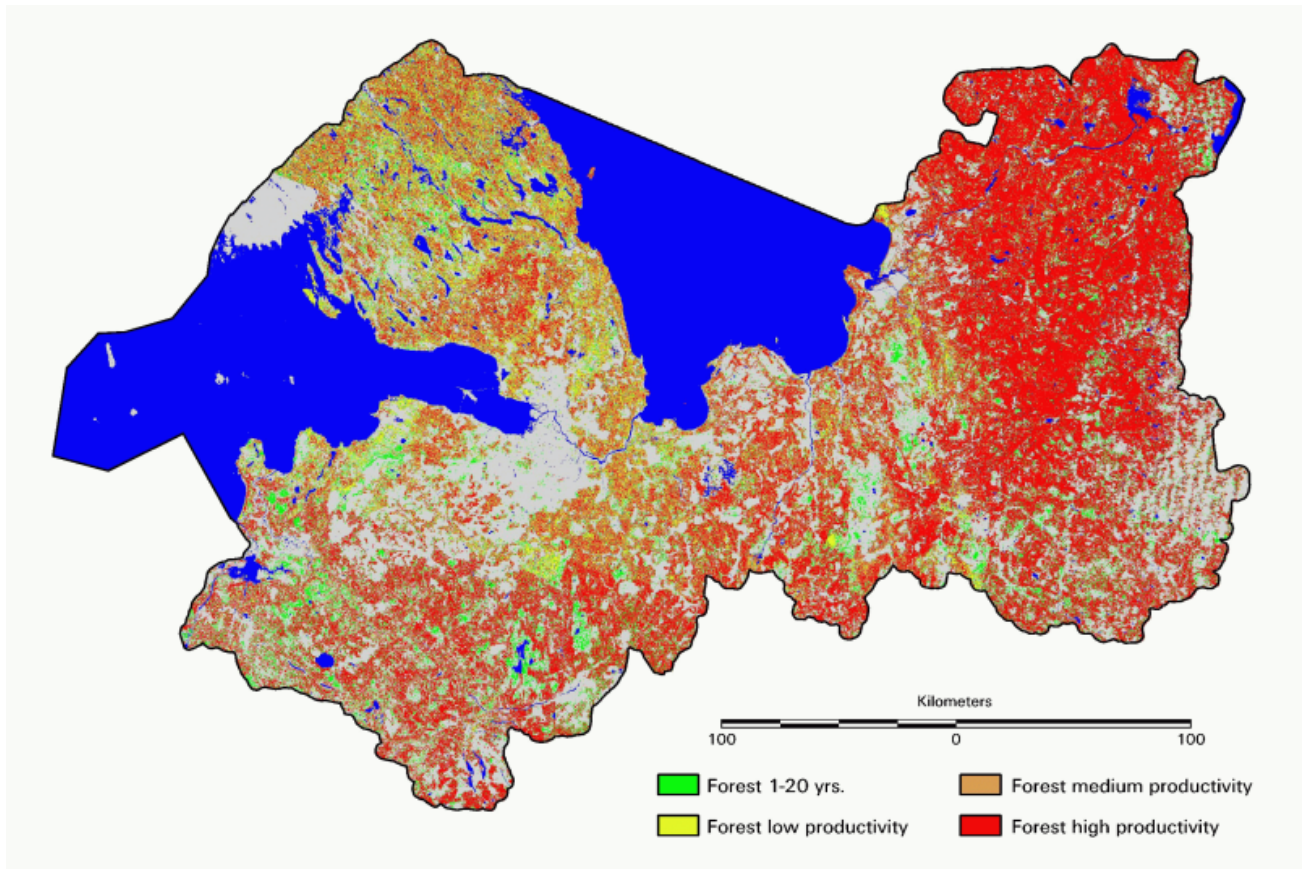 Kilometers
100 0 100
Forest 1-20 yrs.
Forest medium productivity
Forest low productivity
Forest high productivity